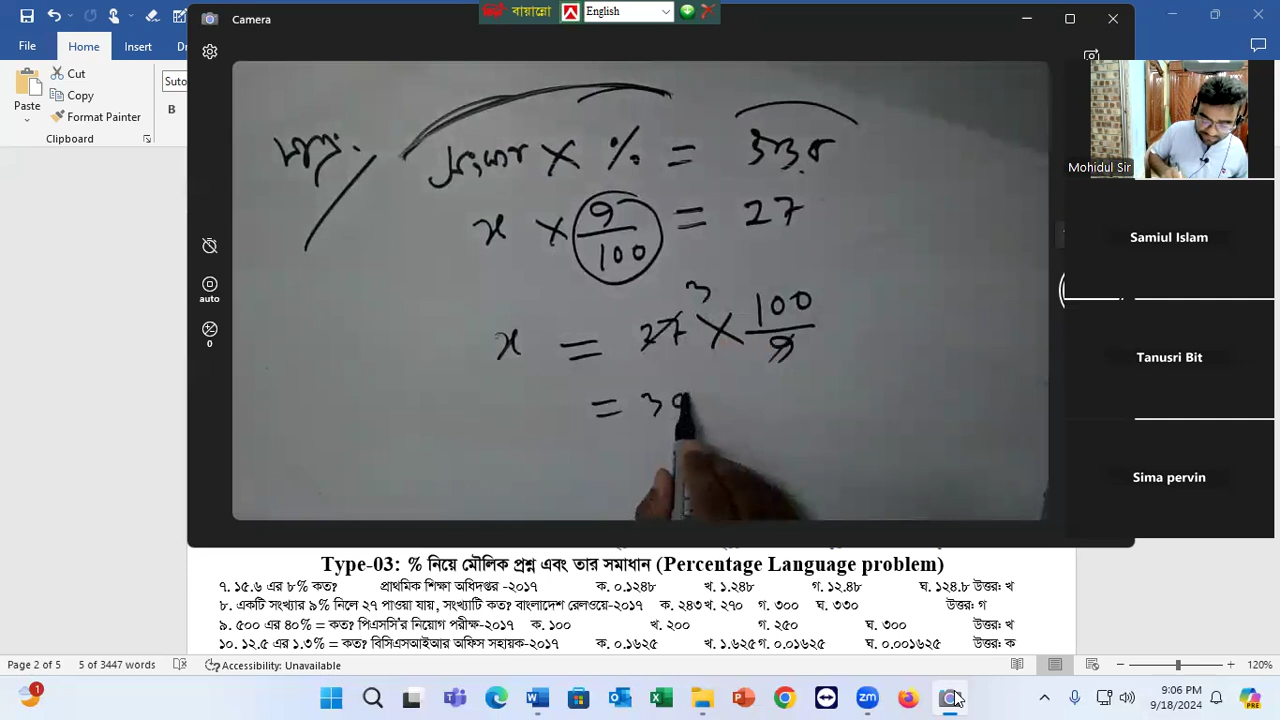 বায়ান্নো English
Camera
File Home Insert
Cut
Copy
Paste
Format Painter
Clipboard
B
auto
0
× % = উত্তর
x × 9/100 = 27
x = 27 3 × 100/9
= 30
Mohidul Sir
Samiul Islam
Tanusri Bit
Sima pervin
Type-03: % নিয়ে মৌলিক প্রশ্ন এবং তার সমাধান (Percentage Language problem)
৭. ১৫.৬ এর ৮% কত? প্রাথমিক শিক্ষা অধিদপ্তর -২০১৭ ক. ০.১২৪৮ খ. ১.২৪৮ গ. ১২.৪৮ ঘ. ১২৪.৮ উত্তর: খ
৮. একটি সংখ্যার ৯% নিলে ২৭ পাওয়া যায়, সংখ্যাটি কত? বাংলাদেশ রেলওয়ে-২০১৭ ক. ২৪৩ খ. ২৭০ গ. ৩০০ ঘ. ৩৩০ উত্তর: গ
৯. ৫০০ এর ৪০% = কত? পিএসসি'র নিয়োগ পরীক্ষ-২০১৭ ক. ১০০ খ. ২০০ গ. ২৫০ ঘ. ৩০০ উত্তর: খ
১০. ১২.৫ এর ১.৩% = কত? বিসিএসআইআর অফিস সহায়ক-২০১৭ ক. ০.১৬২৫ খ. ১.৬২৫ গ. ০.০১৬২৫ ঘ. ০.০০১৬২৫ উত্তর: ক
Page 2 of 5 5 of 3447 words Accessibility: Unavailable 120%
1 9:06 PM
9/18/2024